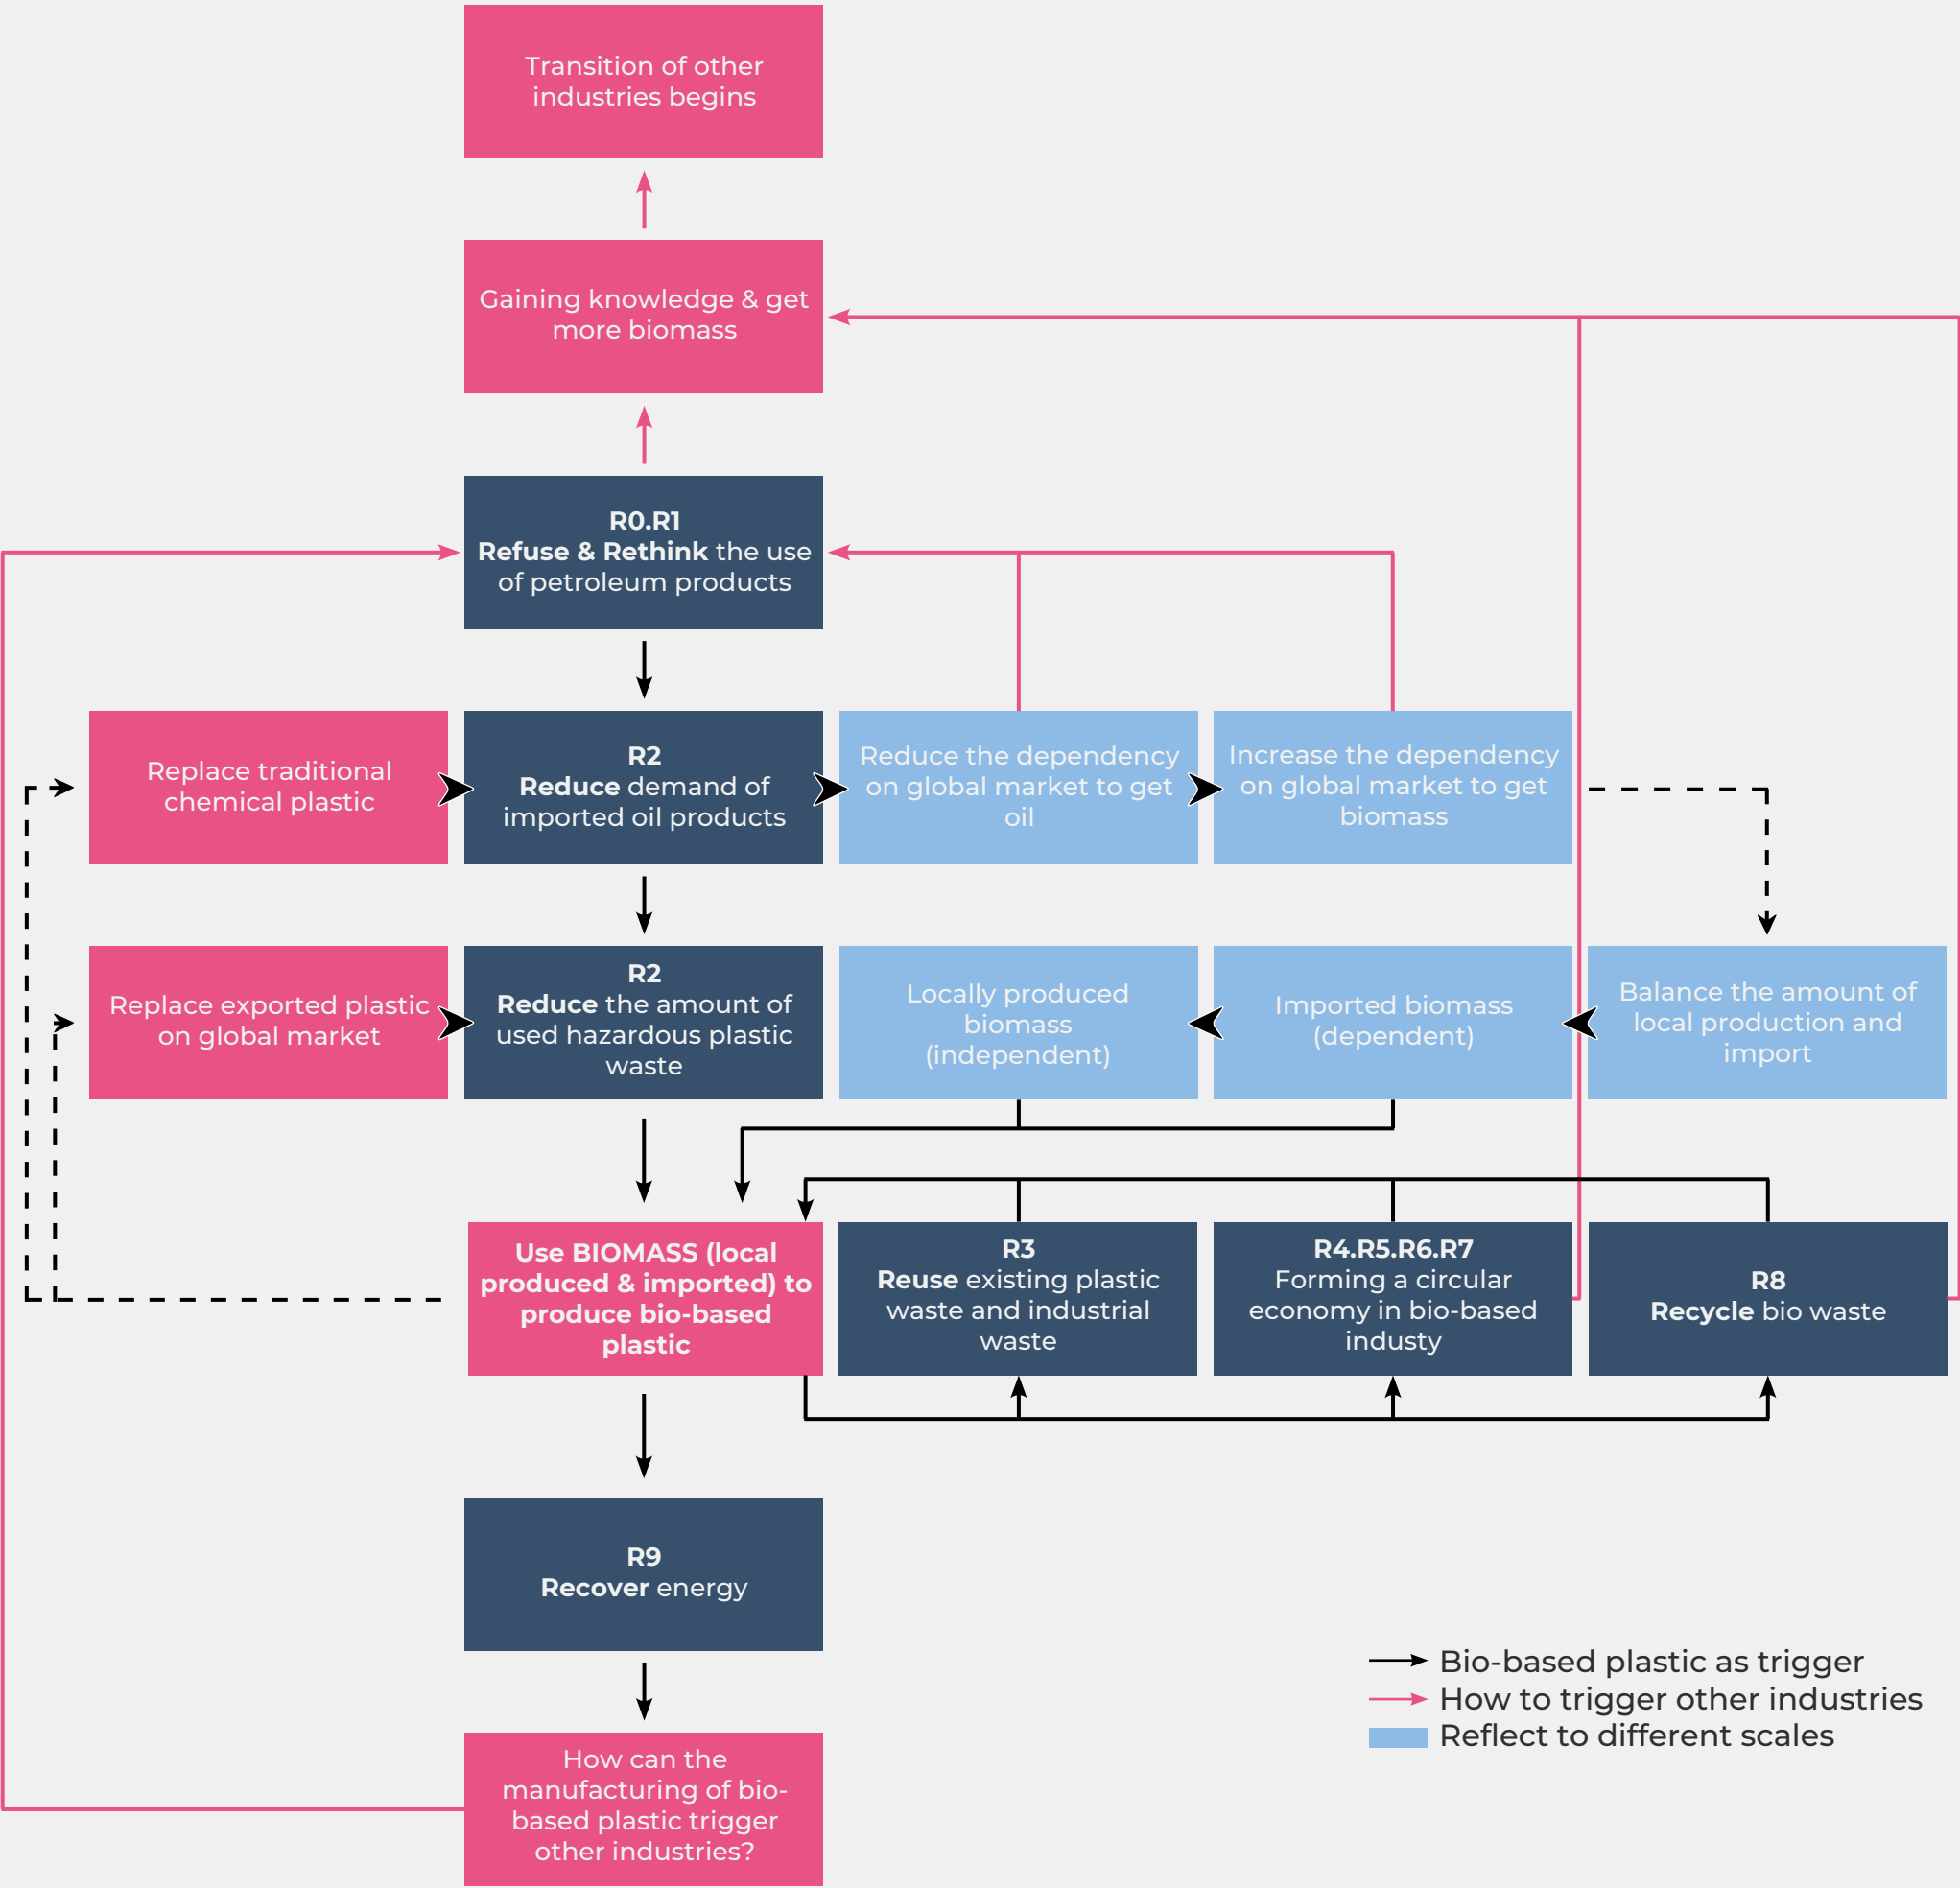 Transition of other
industries begins
Gaining knowledge & get
more biomass
R0.R1
Refuse & Rethink the use
of petroleum products
Replace traditional
chemical plastic
R2
Reduce demand of
imported oil products
Reduce the dependency
on global market to get
oil
Increase the dependency
on global market to get
biomass
Replace exported plastic
on global market
R2
Reduce the amount of
used hazardous plastic
waste
Locally produced
biomass
(independent)
Imported biomass
(dependent)
Balance the amount of
local production and
import
Use BIOMASS (local
produced & imported) to
produce bio-based
plastic
R3
Reuse existing plastic
waste and industrial
waste
R4.R5.R6.R7
Forming a circular
economy in bio-based
industy
R8
Recycle bio waste
R9
Recover energy
How can the
manufacturing of bio-
based plastic trigger
other industries?
Bio-based plastic as trigger
How to trigger other industries
Reflect to different scales